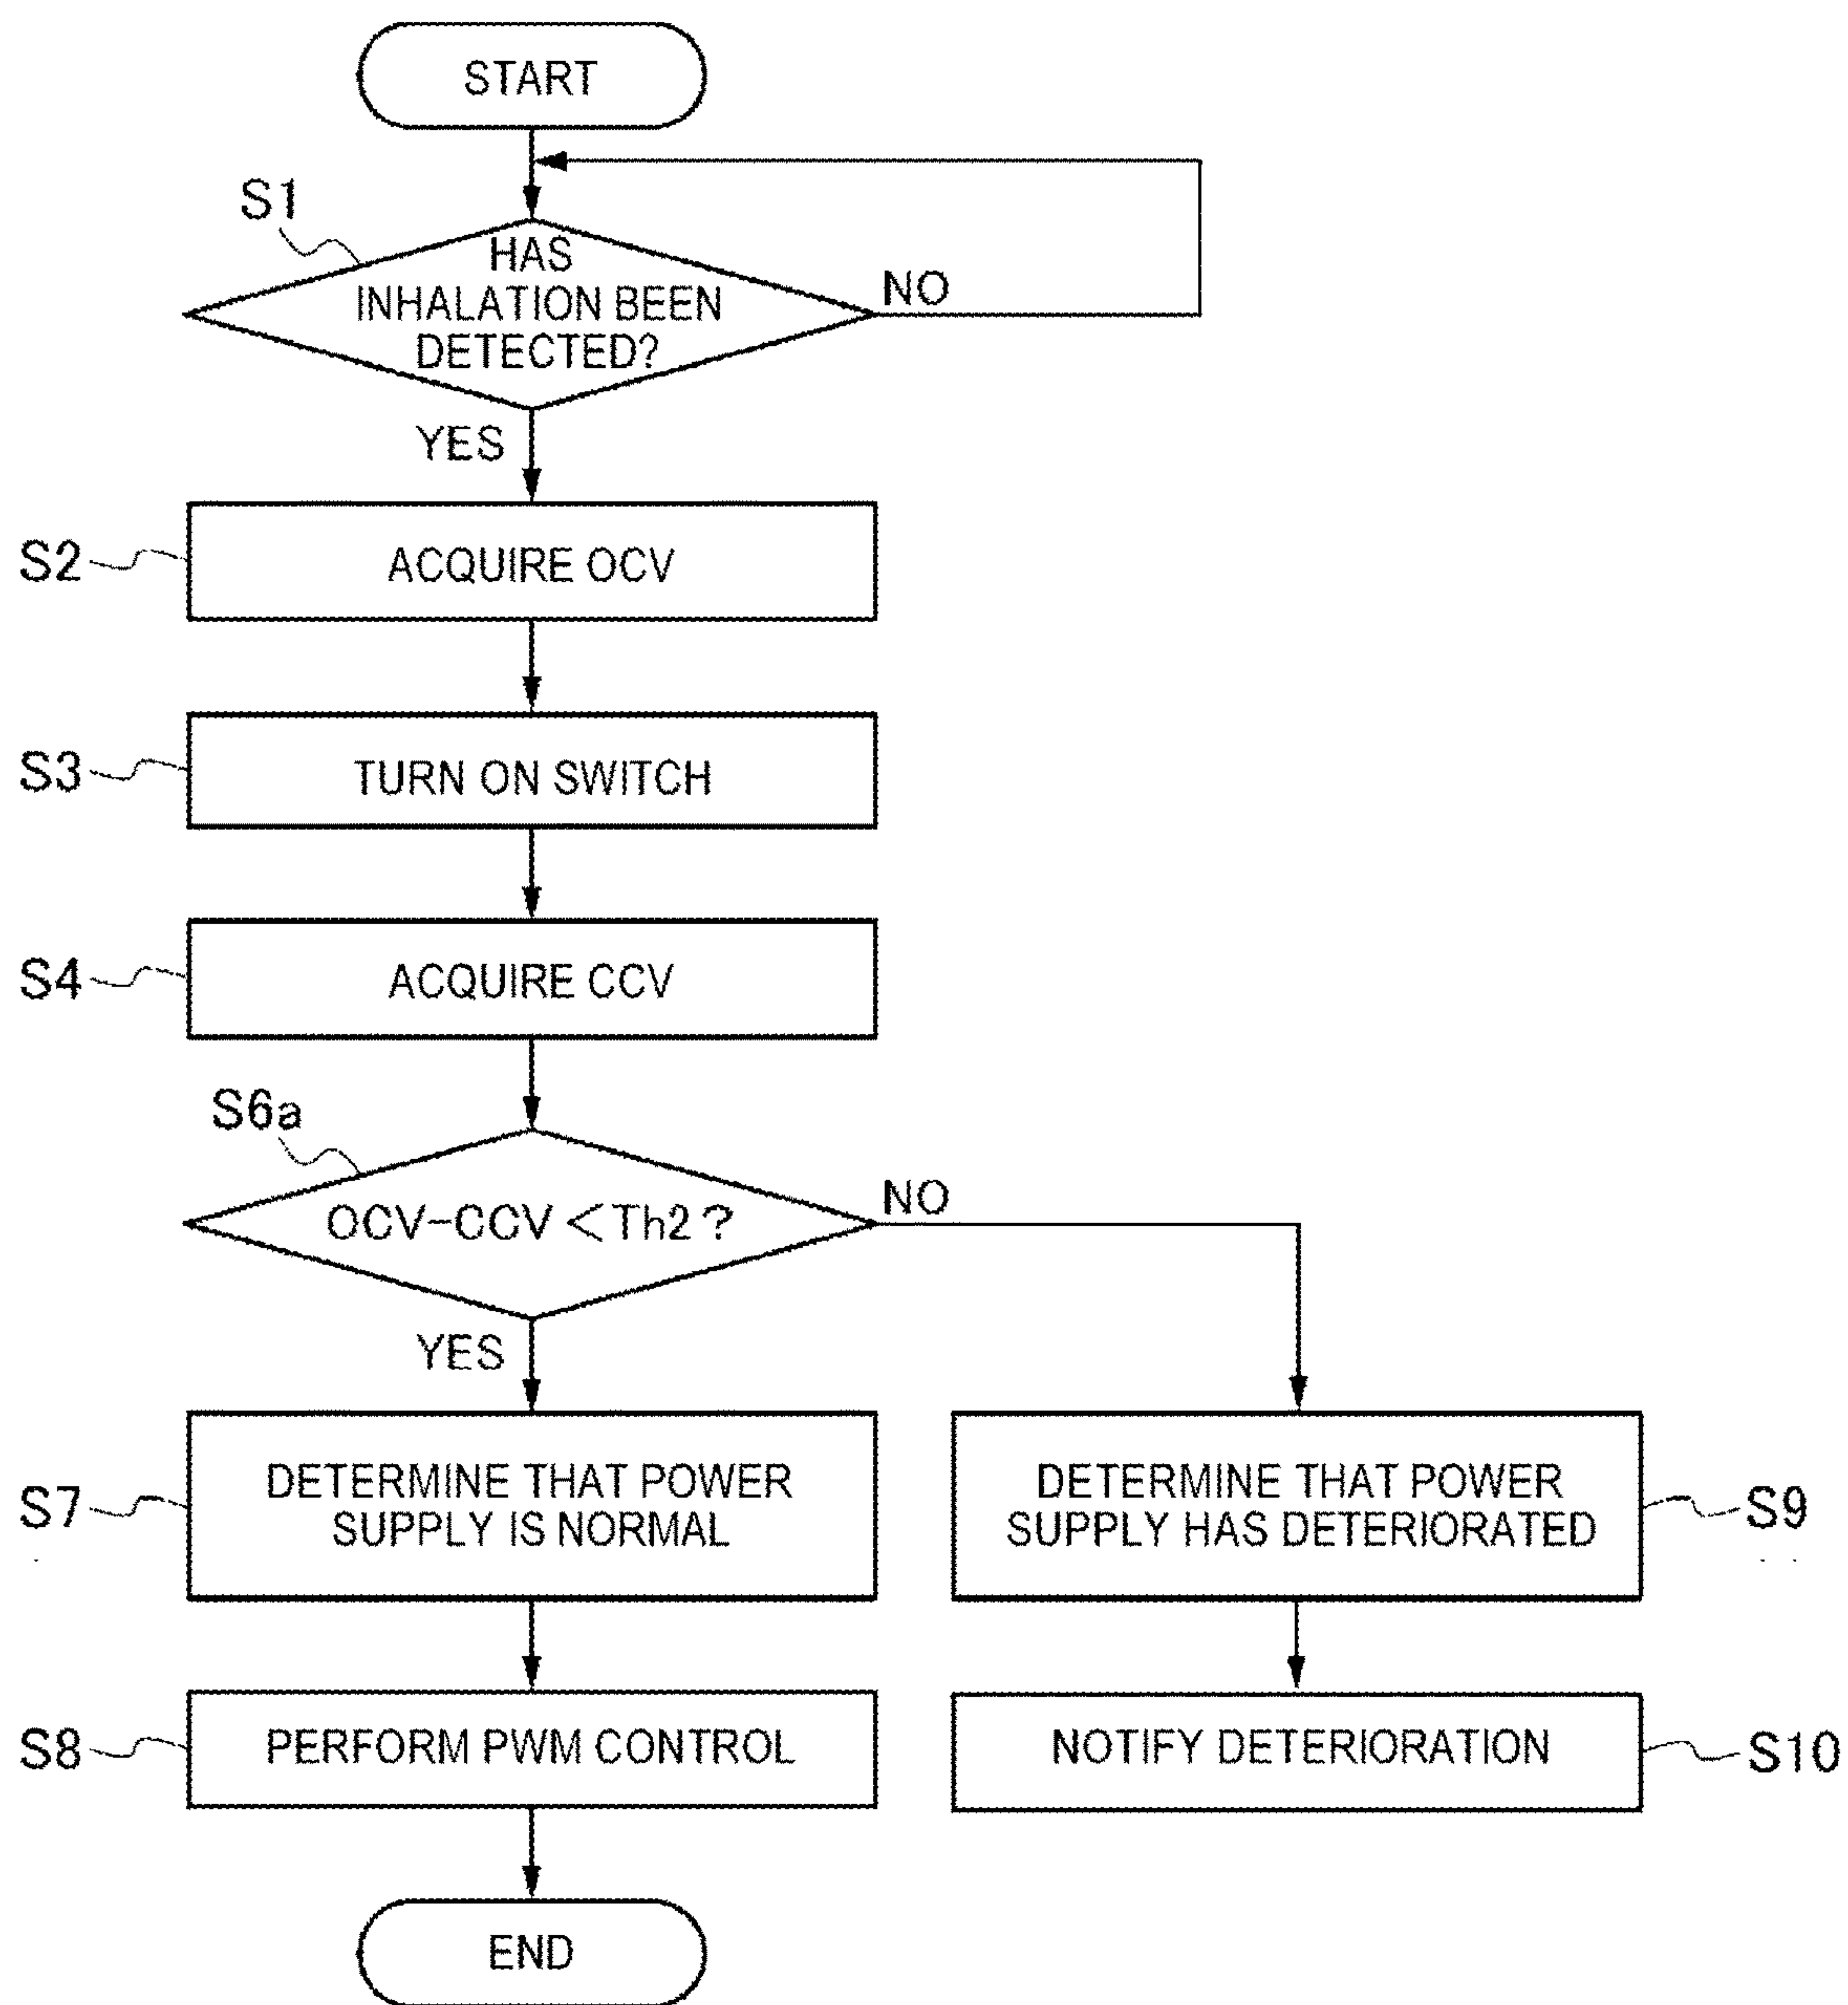 START
S1
HAS
INHALATION BEEN
DETECTED?
NO
YES
S2
ACQUIRE OCV
S3
TURN ON SWITCH
S4
ACQUIRE CCV
S6a
OCV-CCV<Th2?
NO
YES
S7
DETERMINE THAT POWER
SUPPLY IS NORMAL
DETERMINE THAT POWER
SUPPLY HAS DETERIORATED
S9
S8
PERFORM PWM CONTROL
NOTIFY DETERIORATION
S10
END